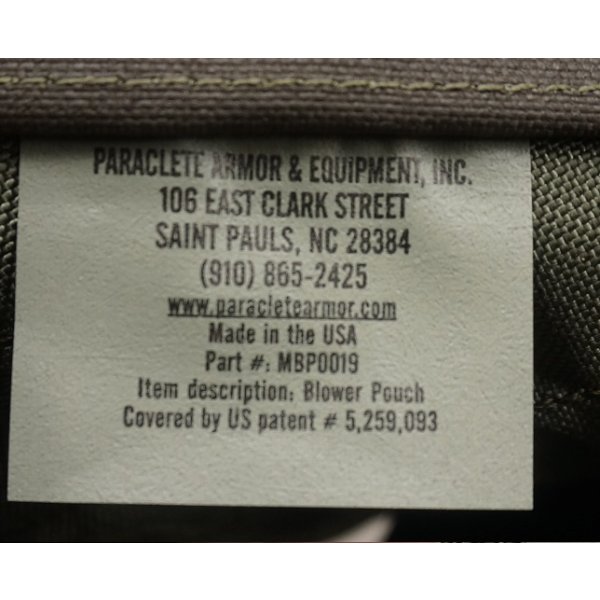 PARACLETE ARMOR & EQUIPMENT, INC.
106 EAST CLARK STREET
SAINT PAULS, NC 28384
(910) 865-2425
www.paracletearmor.com
Made in the USA
Part #: MBP0019
Item description: Blower Pouch
Covered by US patent # 5,259,093